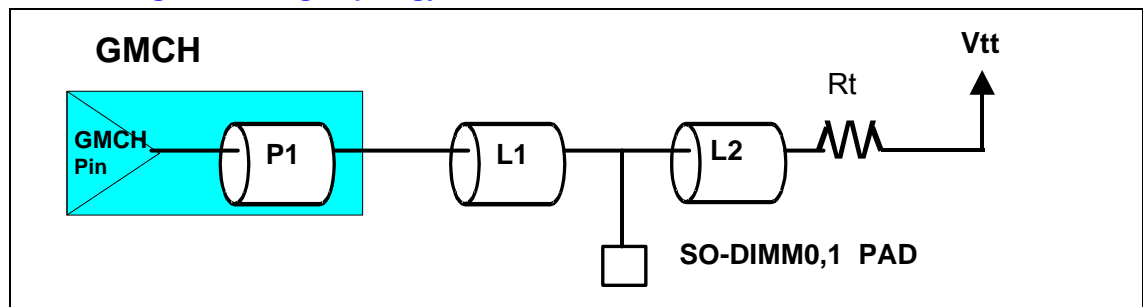 GMCH
Vtt
Rt
GMCH
Pin
P1
L1
L2
SO-DIMM0,1 PAD